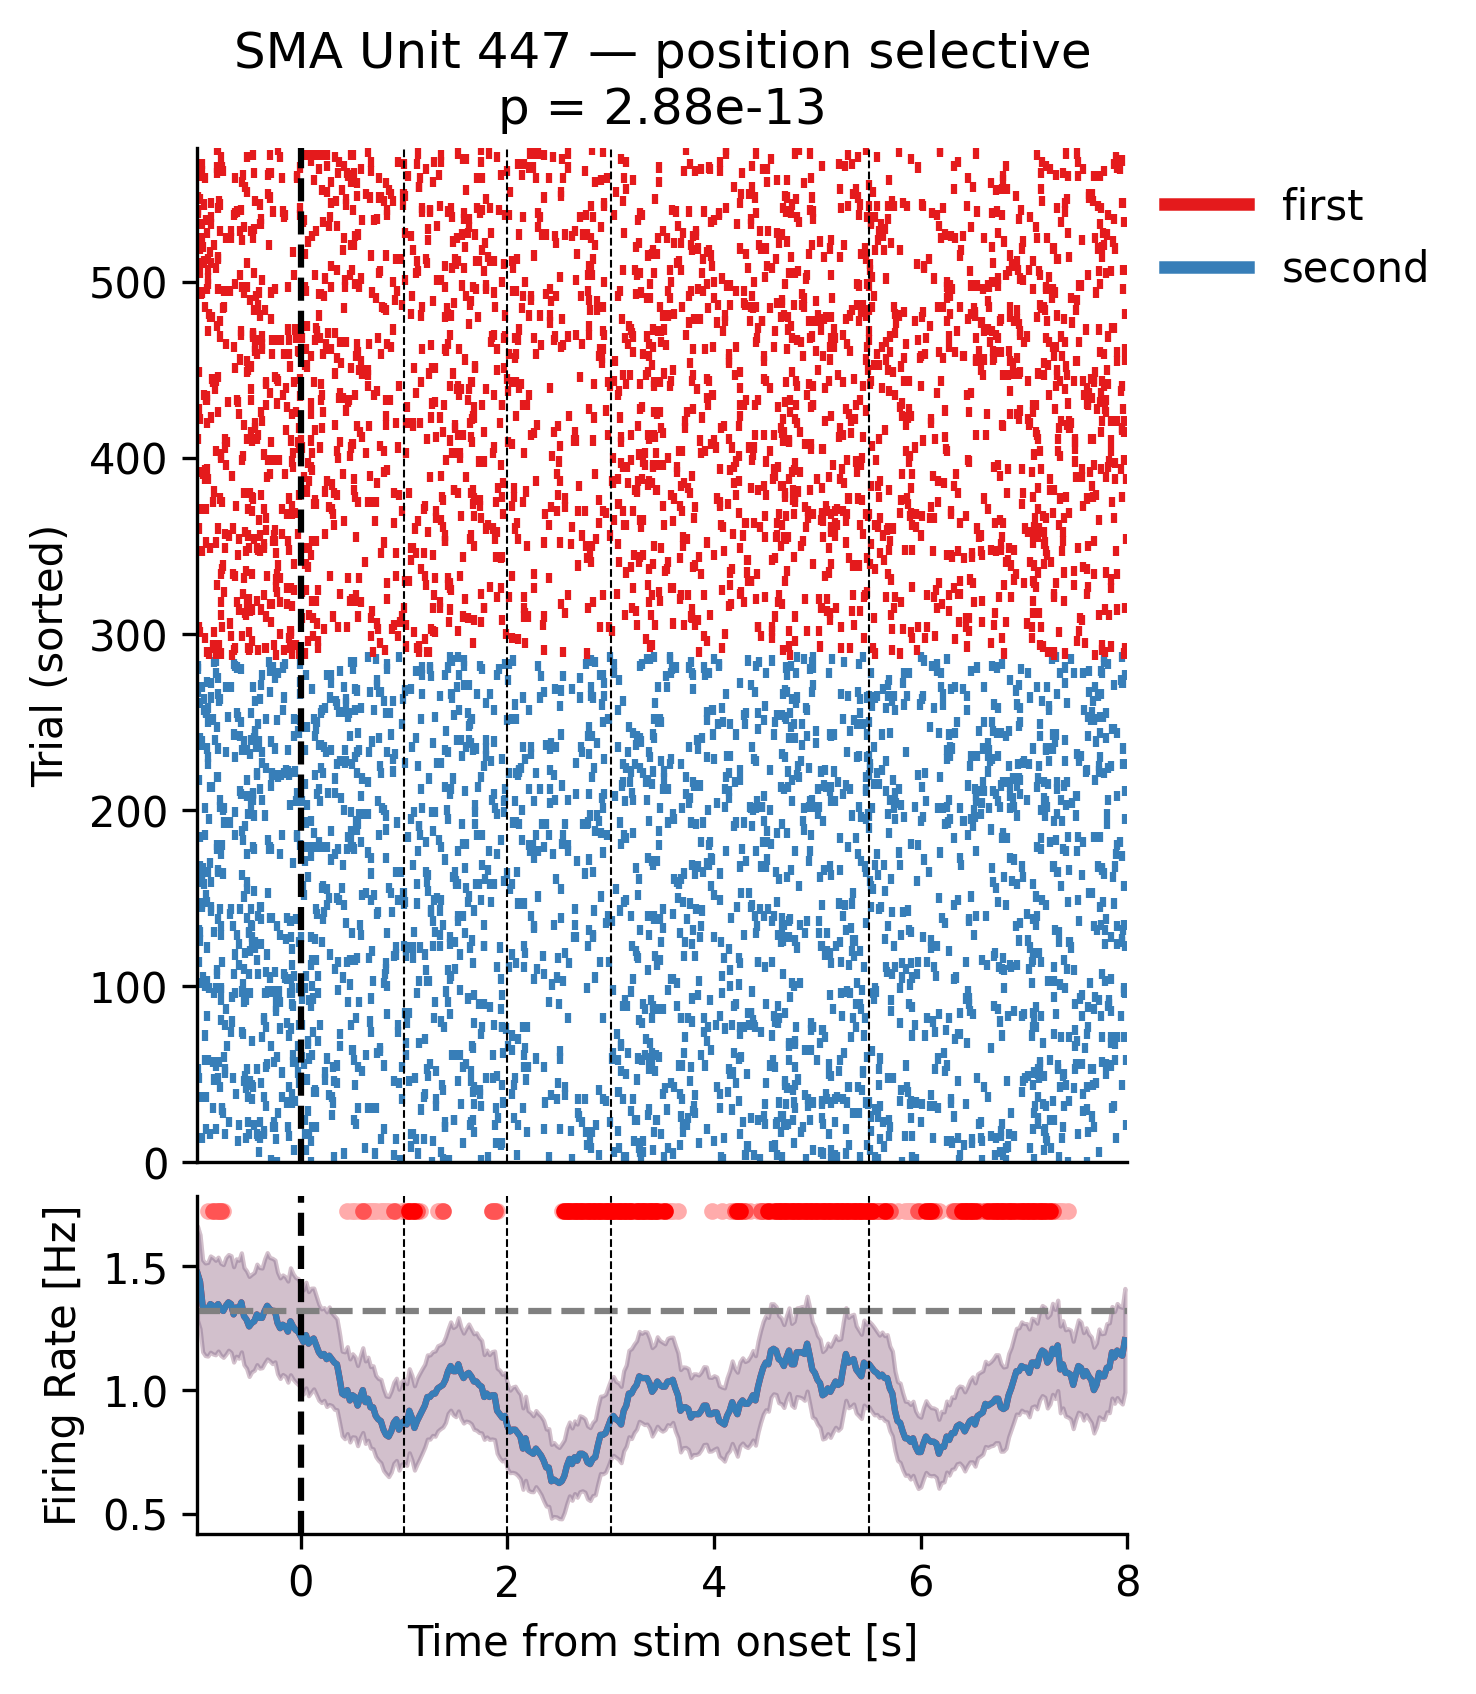 SMA Unit 447 — position selective
p = 2.88e-13
first
second
Trial (sorted)
500
400
300
200
100
0
Firing Rate [Hz]
1.5
1.0
0.5
0 2 4 6 8
Time from stim onset [s]